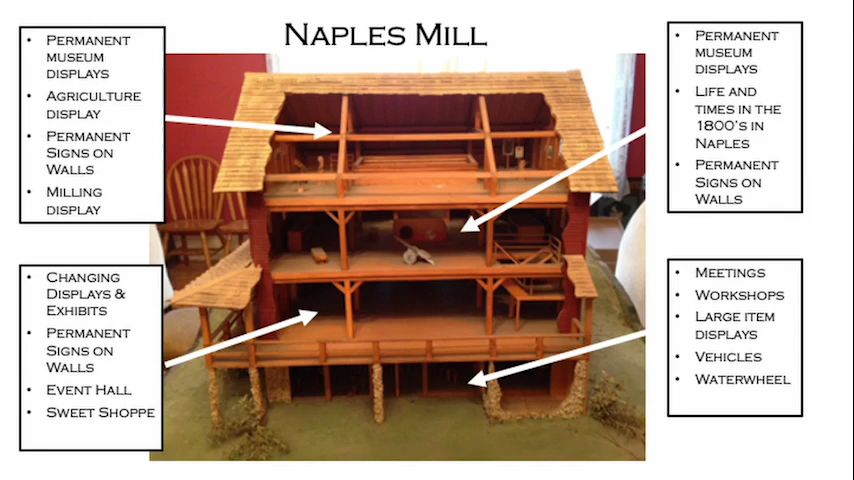 Naples Mill
• Permanent
museum
displays
• Agriculture
display
• Permanent
Signs on
Walls
• Milling
display
• Changing
Displays &
Exhibits
• Permanent
Signs on
Walls
• Event Hall
• Sweet Shoppe
• Permanent
museum
displays
• Life and
times in the
1800's in
Naples
• Permanent
Signs on
Walls
• Meetings
• Workshops
• Large item
displays
• Vehicles
• Waterwheel